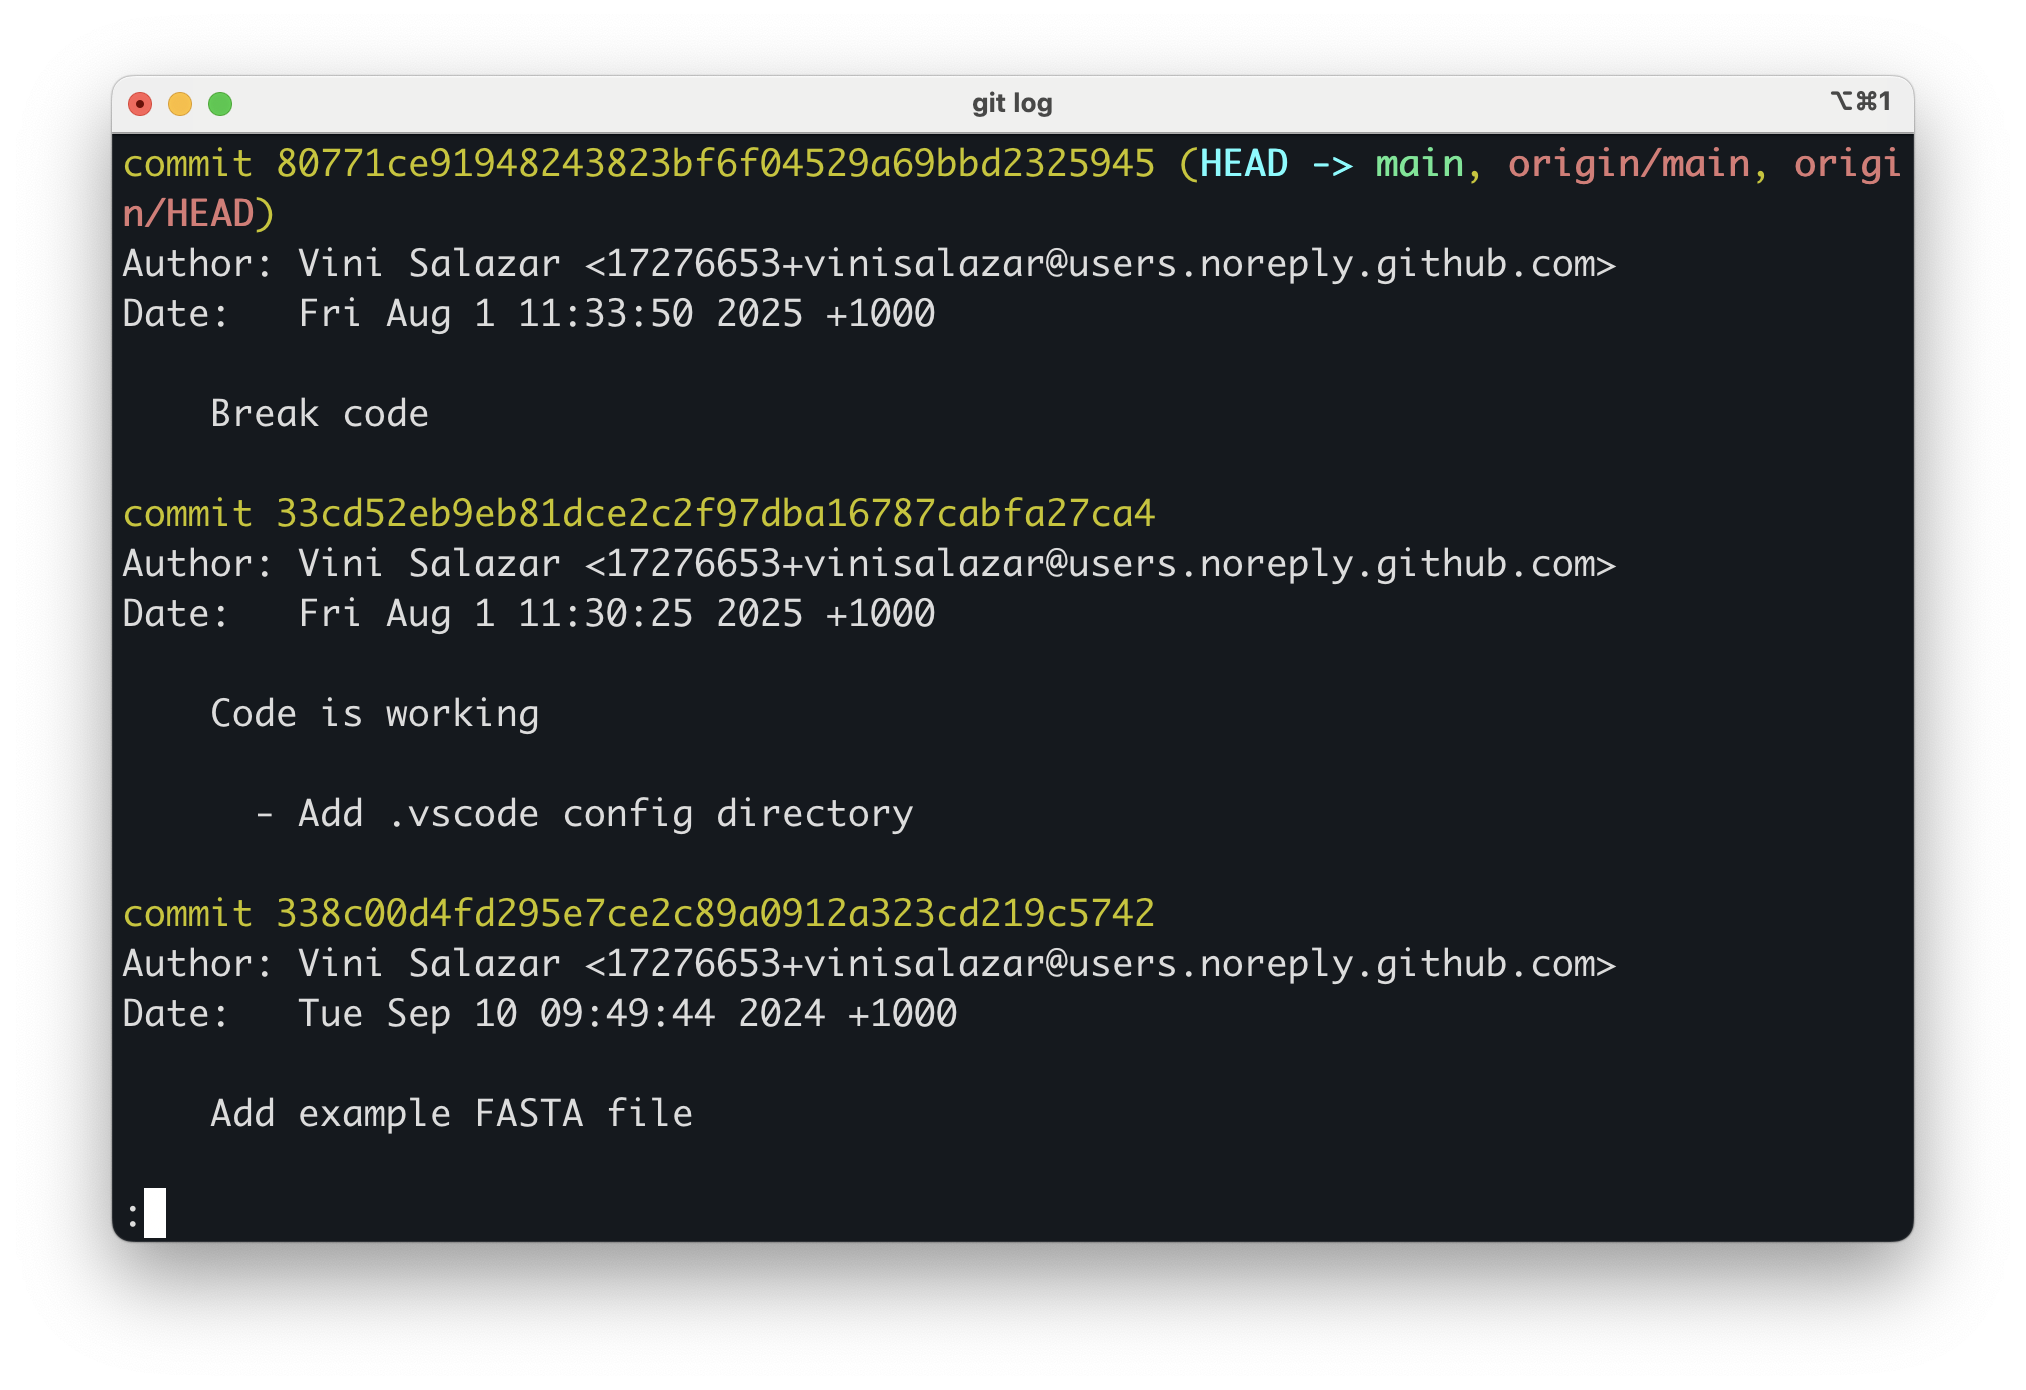 git log
⌥⌘1
commit 80771ce91948243823bf6f04529a69bbd2325945 (HEAD -> main, origin/main, origi
n/HEAD)
Author: Vini Salazar <17276653+vinisalazar@users.noreply.github.com>
Date:   Fri Aug 1 11:33:50 2025 +1000
    Break code
commit 33cd52eb9eb81dce2c2f97dba16787cabfa27ca4
Author: Vini Salazar <17276653+vinisalazar@users.noreply.github.com>
Date:   Fri Aug 1 11:30:25 2025 +1000
    Code is working
      - Add .vscode config directory
commit 338c00d4fd295e7ce2c89a0912a323cd219c5742
Author: Vini Salazar <17276653+vinisalazar@users.noreply.github.com>
Date:   Tue Sep 10 09:49:44 2024 +1000
    Add example FASTA file
: